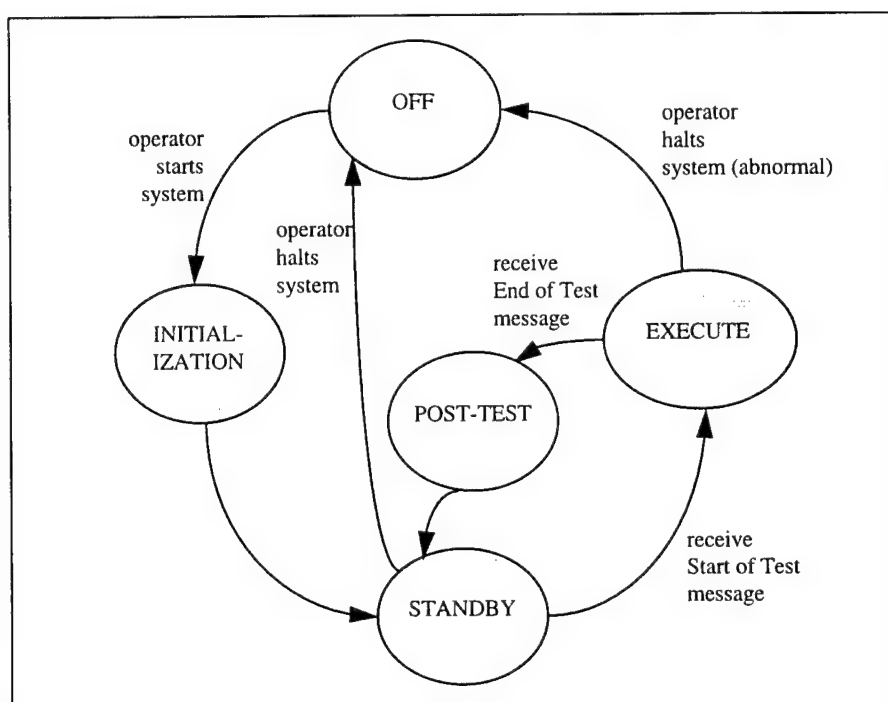 OFF
operator
starts
system
operator
halts
system (abnormal)
operator
halts
system
receive
End of Test
message
INITIAL-
IZATION
EXECUTE
POST-TEST
STANDBY
receive
Start of Test
message